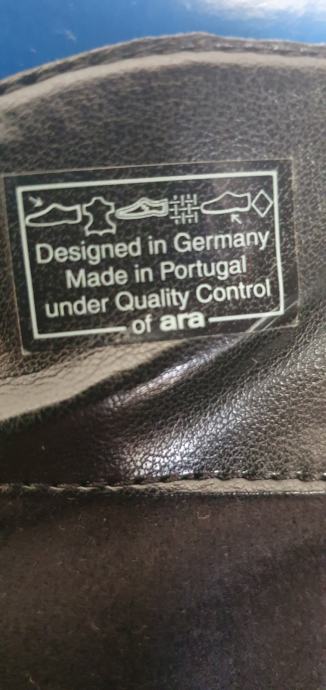 Designed in Germany
Made in Portugal
under Quality Control
of ara